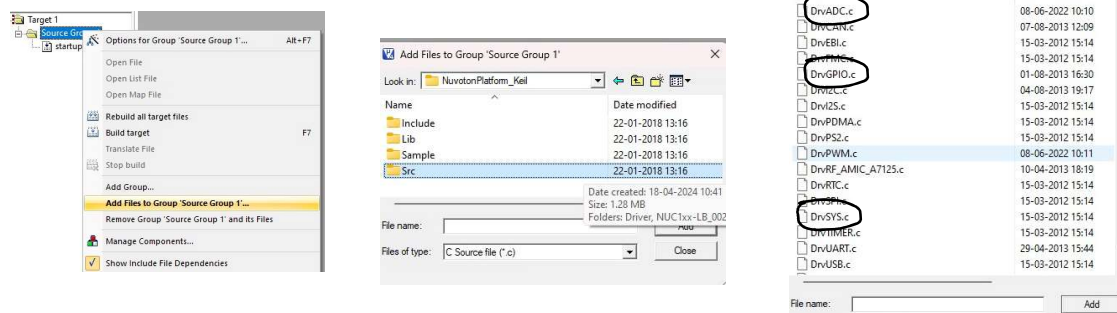 Target 1
Source Gro
startup
Options for Group 'Source Group 1'... Alt+F7
Open File
Open List File
Open Map File
Rebuild all target files
Build target F7
Translate File
Stop build
Add Group...
Add Files to Group 'Source Group 1'...
Remove Group 'Source Group 1' and its Files
Manage Components...
Show Include File Dependencies
Add Files to Group 'Source Group 1'
Look in: NuvotonPlatform_Keil
Name Date modified
Include 22-01-2018 13:16
Lib 22-01-2018 13:16
Sample 22-01-2018 13:16
Src 22-01-2018 13:16
Date created: 18-04-2024 10:41
Size: 1.28 MB
Folders: Driver, NUC1xx-LB_002
File name: Add
Files of type: C Source file (*.c) Close
DrvADC.c 08-06-2022 10:10
DrvCAN.c 07-08-2013 12:09
DrvEBI.c 15-03-2012 15:14
DrvFMC.c 15-03-2012 15:14
DrvGPIO.c 01-08-2013 16:30
DrvI2C.c 04-08-2013 19:17
DrvI2S.c 15-03-2012 15:14
DrvPDMA.c 15-03-2012 15:14
DrvPS2.c 15-03-2012 15:14
DrvPWM.c 08-06-2022 10:11
DrvRF_AMIC_A7125.c 10-04-2013 18:19
DrvRTC.c 15-03-2012 15:14
DrvSPI.c 15-03-2012 15:14
DrvSYS.c 15-03-2012 15:14
DrvTIMER.c 15-03-2012 15:14
DrvUART.c 29-04-2013 15:44
DrvUSB.c 15-03-2012 15:14
File name: Add